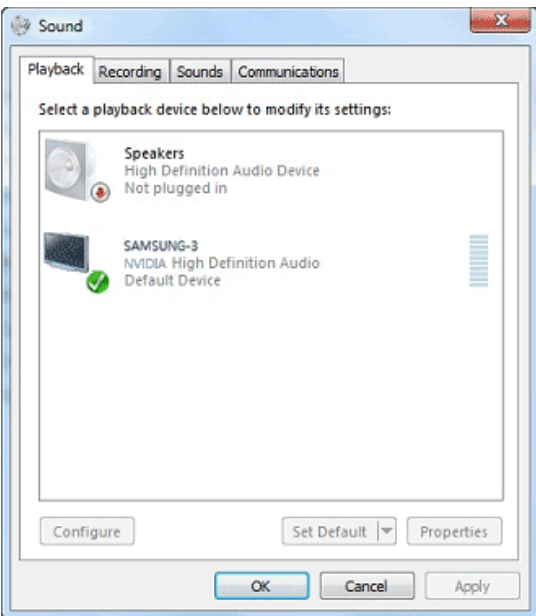 Sound
Playback Recording Sounds Communications
Select a playback device below to modify its settings:
Speakers
High Definition Audio Device
Not plugged in
SAMSUNG-3
NVIDIA High Definition Audio
Default Device
Configure Set Default Properties
OK Cancel Apply